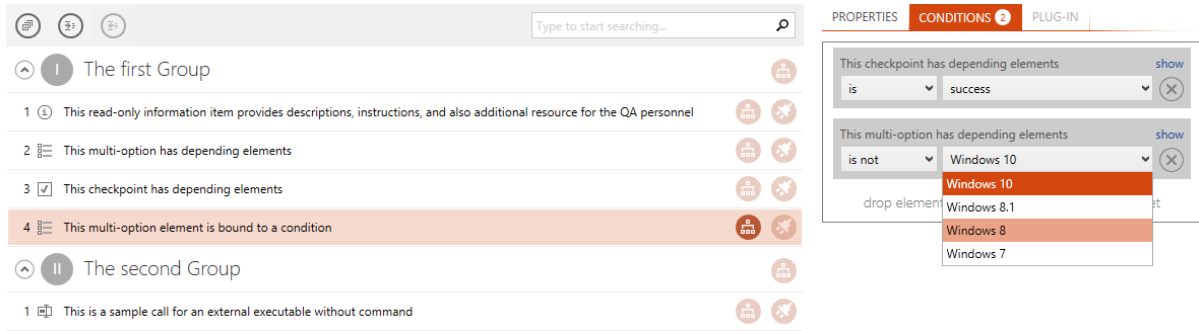 Type to start searching...
I The first Group
1 This read-only information item provides descriptions, instructions, and also additional resource for the QA personnel
2 This multi-option has depending elements
3 This checkpoint has depending elements
4 This multi-option element is bound to a condition
II The second Group
1 This is a sample call for an external executable without command
PROPERTIES CONDITIONS 2 PLUG-IN
This checkpoint has depending elements show
is success
This multi-option has depending elements show
is not Windows 10
Windows 10
drop element
Windows 8.1
Windows 8
Windows 7